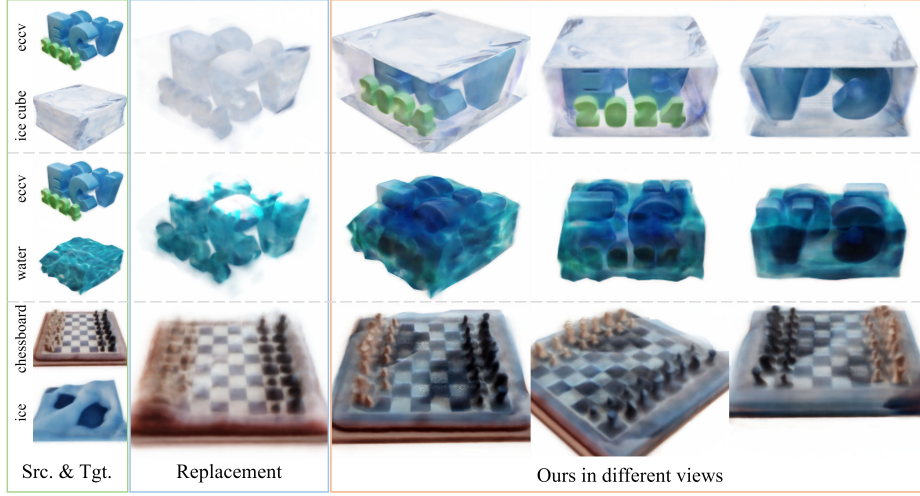 eccv
ice cube
eccv
water
chessboard
ice
2024
2024
Src. & Tgt.
Replacement
Ours in different views